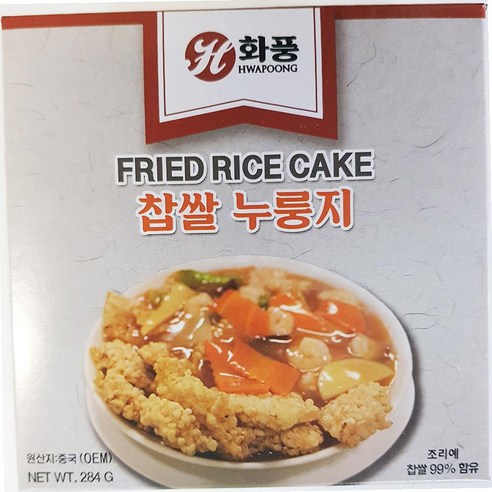 H 화풍
HWAPOONG
FRIED RICE CAKE
찹쌀 누룽지
원산지:중국 (OEM)
NET WT. 284 G
조리예
찹쌀 99% 함유